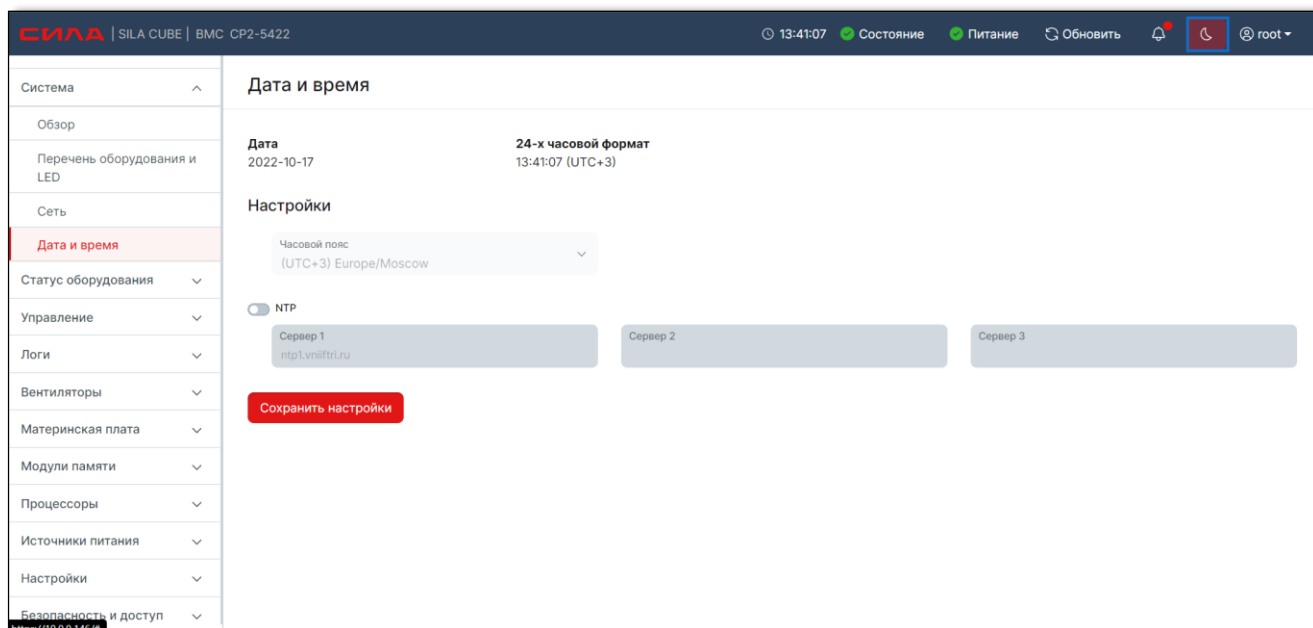 СИЛА | SILA CUBE | BMC CP2-5422 13:41:07 Состояние Питание Обновить root
Система
Обзор
Перечень оборудования и
LED
Сеть
Дата и время
Статус оборудования
Управление
Логи
Вентиляторы
Материнская плата
Модули памяти
Процессоры
Источники питания
Настройки
Безопасность и доступ
Дата и время
Дата 24-х часовой формат
2022-10-17 13:41:07 (UTC+3)
Настройки
Часовой пояс
(UTC+3) Europe/Moscow
NTP
Сервер 1 Сервер 2 Сервер 3
ntp1.vniiftri.ru
Сохранить настройки